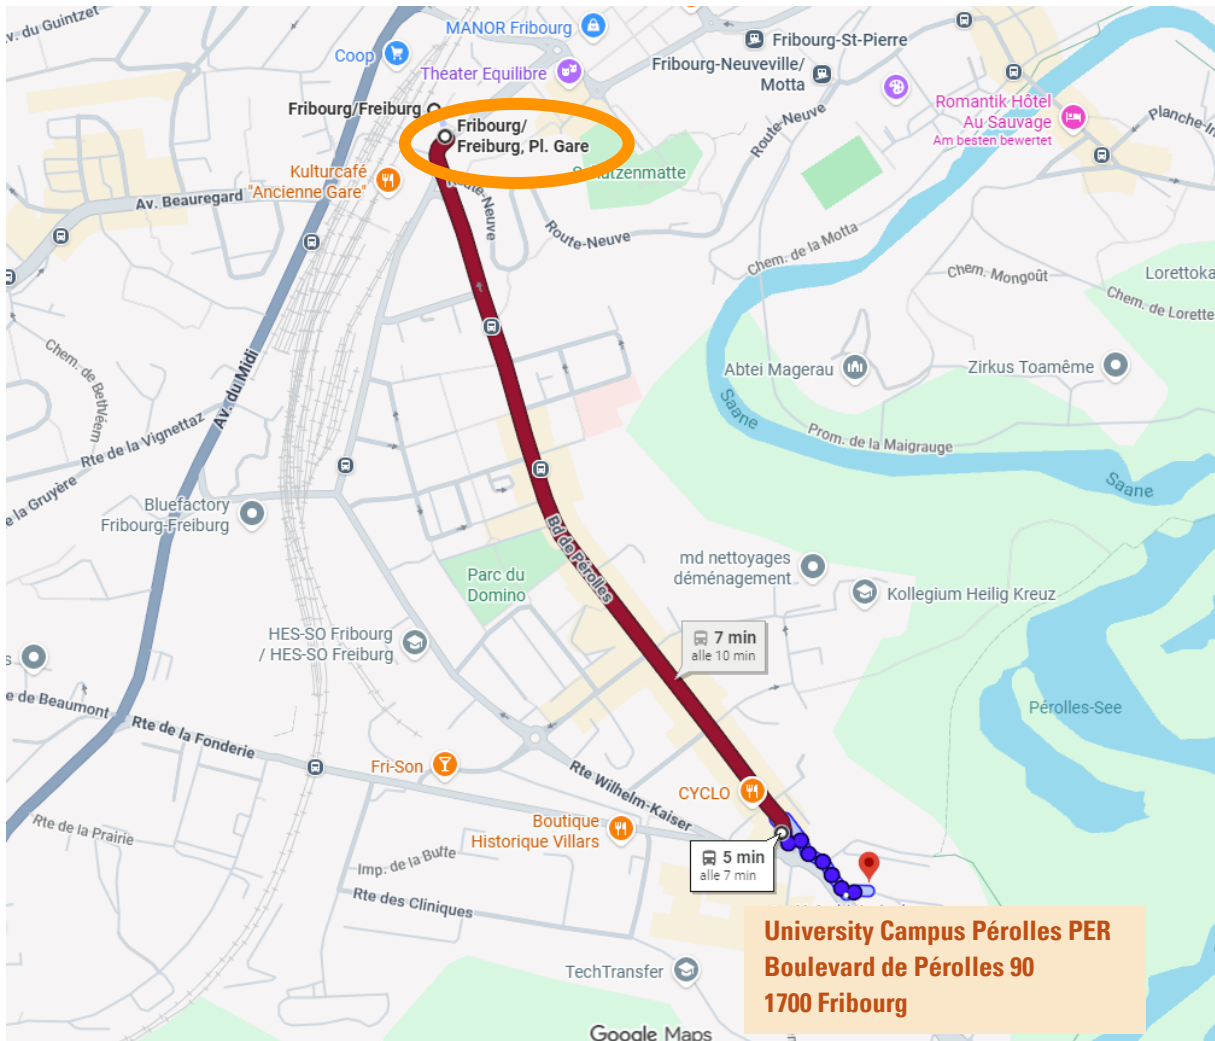 v. du Guintzet
MANOR Fribourg
Coop
Theater Equilibre
Fribourg-St-Pierre
Fribourg-Neuveville/
Motta
Romantik Hôtel
Au Sauvage
Am besten bewertet
Planche-In
Fribourg/Freiburg
Fribourg/
Freiburg, Pl. Gare
Kulturcafé
"Ancienne Gare"
Av. Beauregard
Route-Neuve
Route-Neuve
Route-Neuve
Chem. de la Motta
Chem. Mongoût
Lorettoka
Chem. de Lorette
Chem. de Bethléem
Av. du Midi
Rte de la Vignettaz
e la Gruyère
Abtei Magerau
Zirkus Toamême
Saane
Prom. de la Maigrauge
Saane
Bluefactory
Fribourg-Freiburg
Bd de Pérolles
Parc du
Domino
md nettoyages
déménagement
Kollegium Heilig Kreuz
HES-SO Fribourg
/ HES-SO Freiburg
7 min
alle 10 min
s
e de Beaumont
Rte de la Fonderie
Pérolles-See
Fri-Son
Rte Wilhelm-Kaiser
CYCLO
Boutique
Historique Villars
Rte de la Prairie
Imp. de la Butte
5 min
alle 7 min
Rte des Cliniques
University Campus Pérolles PER
Boulevard de Pérolles 90
1700 Fribourg
TechTransfer
Google Maps